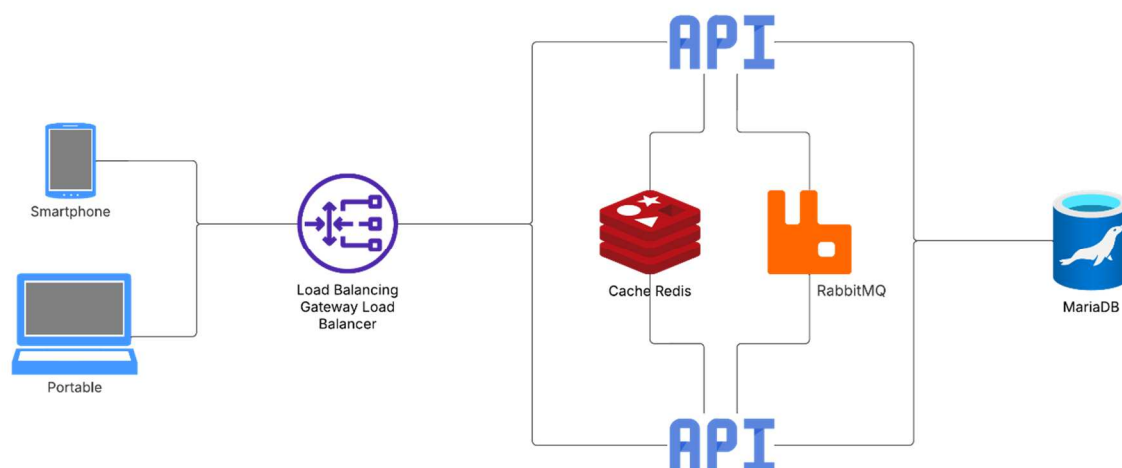 API
Smartphone
Load Balancing
Gateway Load
Balancer
Cache Redis
RabbitMQ
MariaDB
Portable
API